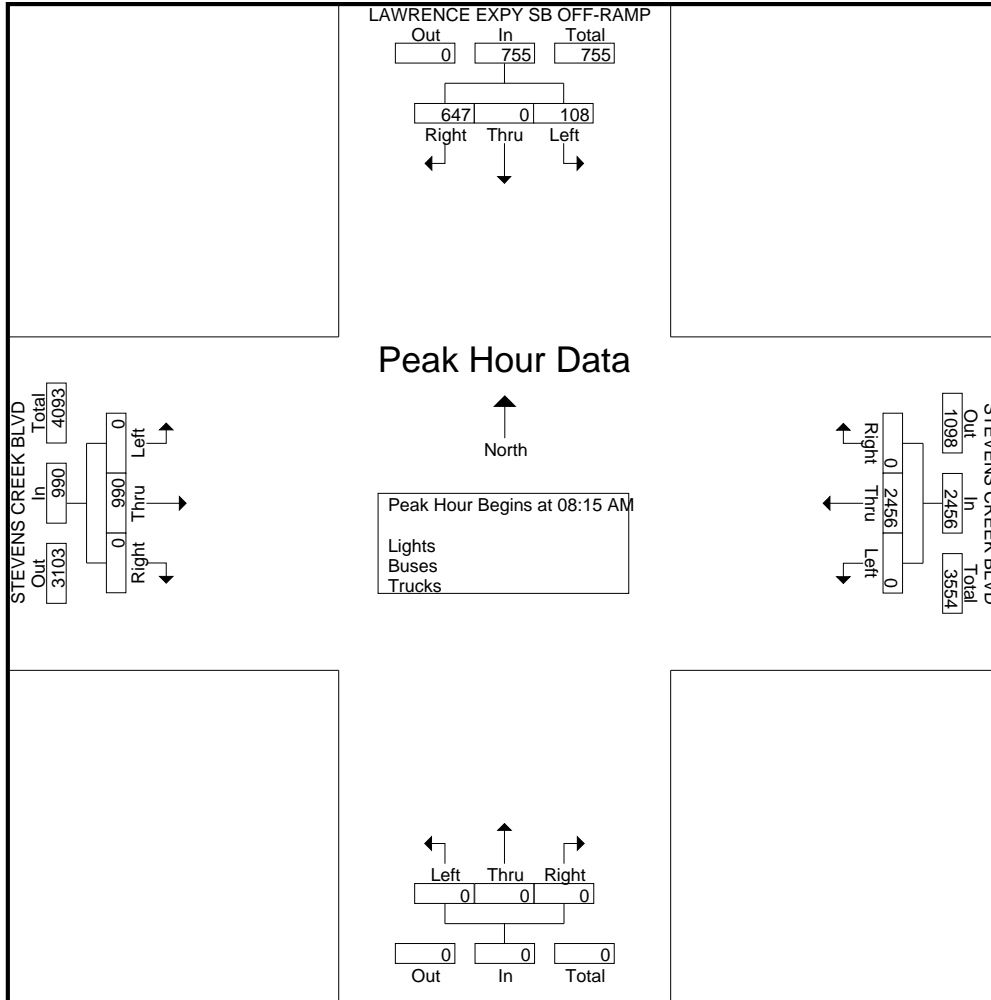 LAWRENCE EXPY SB OFF-RAMP
Out In Total
0 755 755
647 0 108
Right Thru Left
Peak Hour Data
North
Peak Hour Begins at 08:15 AM
Lights
Buses
Trucks
STEVENS CREEK BLVD
Out In Total
3103 990 4093
0 990 0
Left Thru Right
STEVENS CREEK BLVD
Out In Total
1098 2456 3554
0 2456 0
Right Thru Left
Left Thru Right
0 0 0
0 0 0
Out In Total